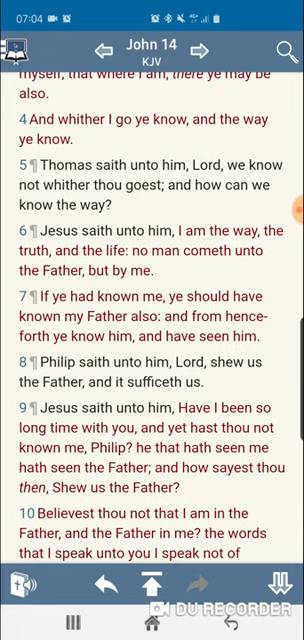 07:04
4G+
John 14
KJV
myself, that where I am, there ye may be
also.
4 And whither I go ye know, and the way
ye know.
5 ¶ Thomas saith unto him, Lord, we know
not whither thou goest; and how can we
know the way?
6 ¶ Jesus saith unto him, I am the way, the
truth, and the life: no man cometh unto
the Father, but by me.
7 ¶ If ye had known me, ye should have
known my Father also: and from hence-
forth ye know him, and have seen him.
8 ¶ Philip saith unto him, Lord, shew us
the Father, and it sufficeth us.
9 ¶ Jesus saith unto him, Have I been so
long time with you, and yet hast thou not
known me, Philip? he that hath seen me
hath seen the Father; and how sayest thou
then, Shew us the Father?
10 Believest thou not that I am in the
Father, and the Father in me? the words
that I speak unto you I speak not of
DU RECORDER